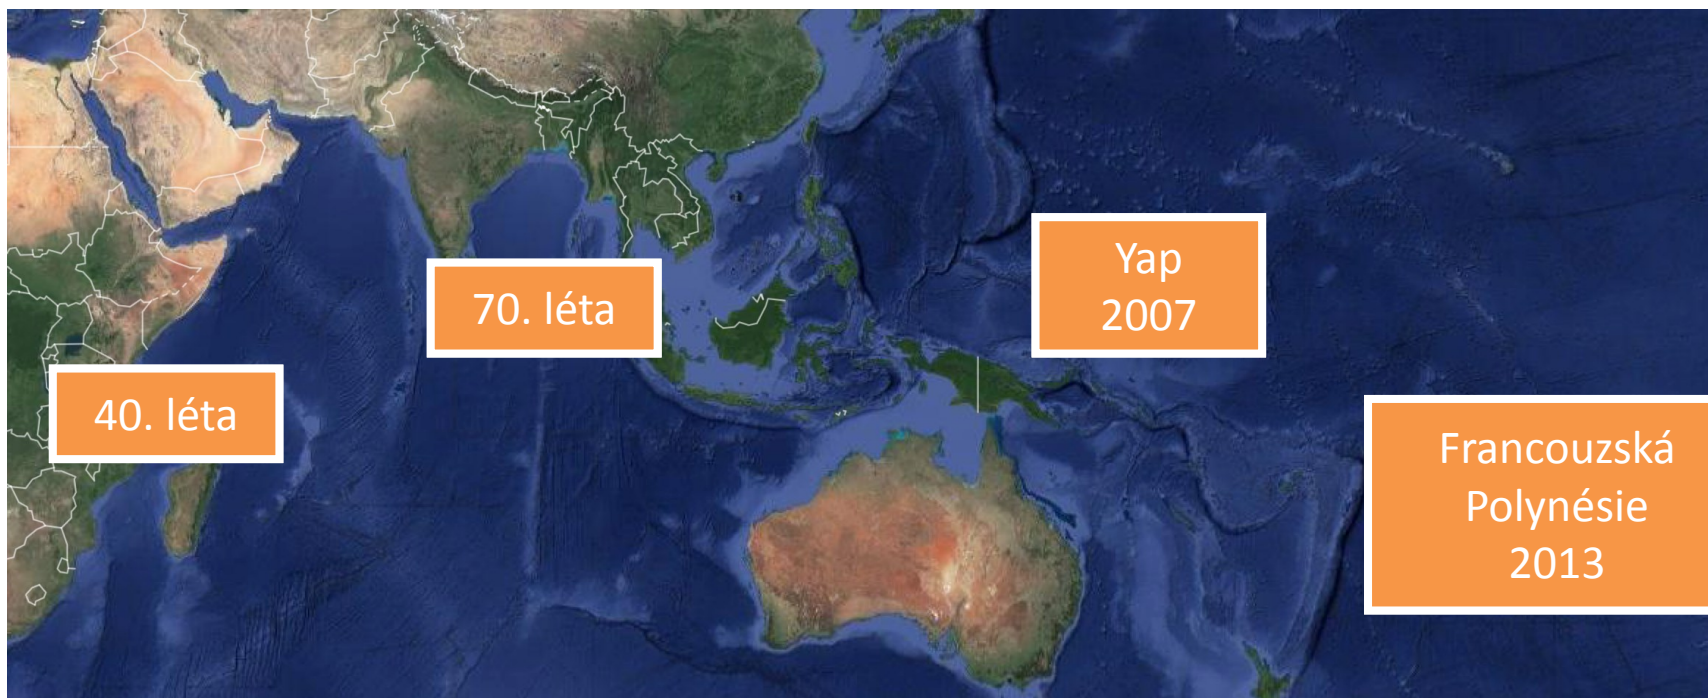 40. léta
70. léta
Yap
2007
Francouzská
Polynésie
2013